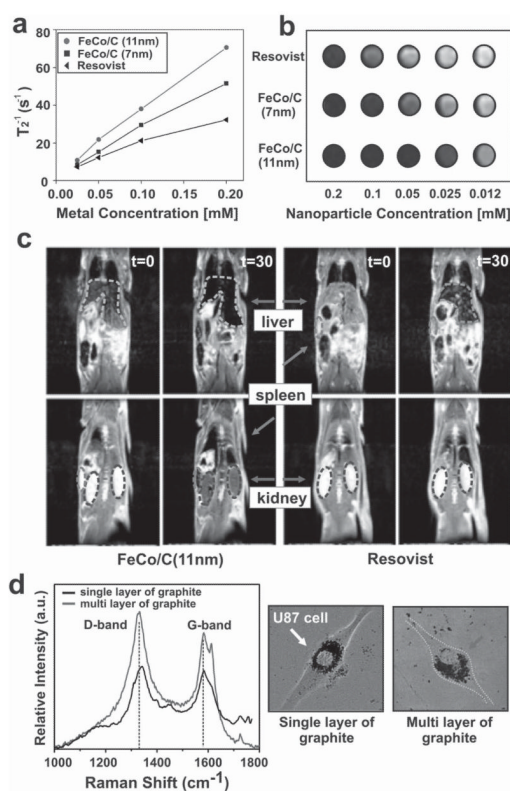 a
FeCo/C (11nm)
FeCo/C (7nm)
Resovist
80
60
40
20
0
T2-1(s-1)
0.00 0.05 0.10 0.15 0.20
Metal Concentration [mM]
b
Resovist
FeCo/C
(7nm)
FeCo/C
(11nm)
0.2 0.1 0.05 0.025 0.012
Nanoparticle Concentration [mM]
c
t=0 t=30 t=0 t=30
liver
spleen
kidney
FeCo/C(11nm) Resovist
d
single layer of graphite
multi layer of graphite
D-band G-band
Relative Intensity (a.u.)
1000 1200 1400 1600 1800
Raman Shift (cm-1)
U87 cell
Single layer of
graphite
Multi layer of
graphite